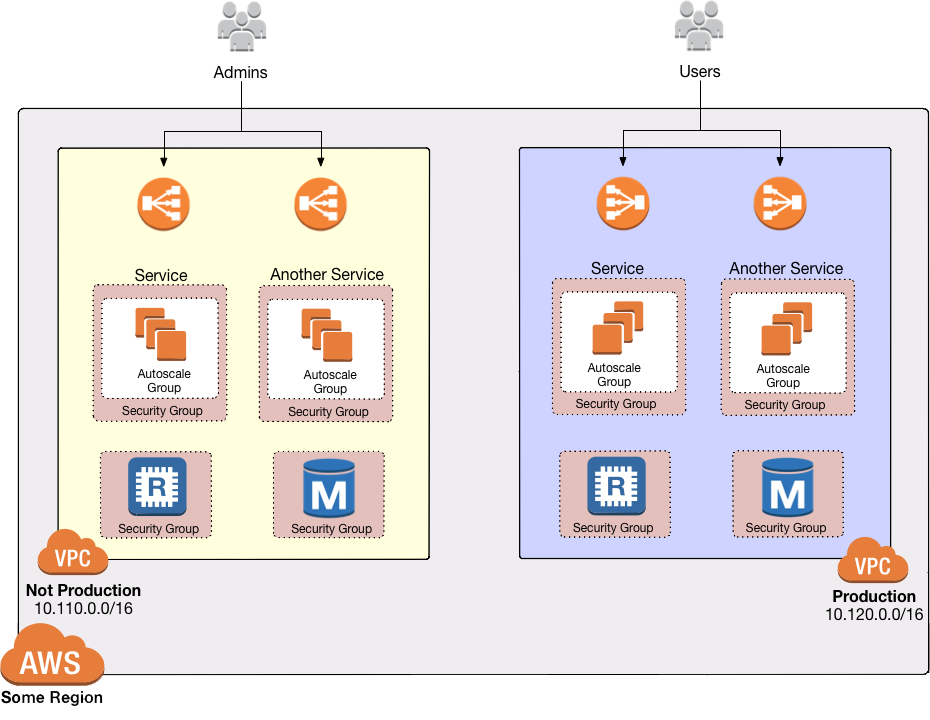 Admins
Users
Service
Another Service
Service
Another Service
Autoscale
Group
Autoscale
Group
Autoscale
Group
Autoscale
Group
Security Group
Security Group
Security Group
Security Group
R
M
R
M
Security Group
Security Group
Security Group
Security Group
VPC
VPC
Not Production
10.110.0.0/16
Production
10.120.0.0/16
AWS
Some Region